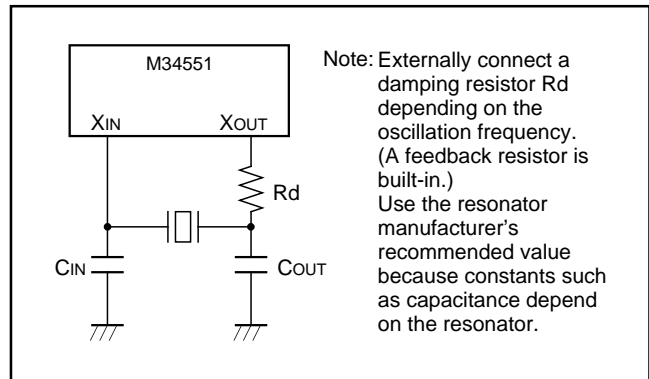 M34551
XIN
XOUT
Rd
CIN
COUT
Note: Externally connect a
damping resistor Rd
depending on the
oscillation frequency.
(A feedback resistor is
built-in.)
Use the resonator
manufacturer's
recommended value
because constants such
as capacitance depend
on the resonator.